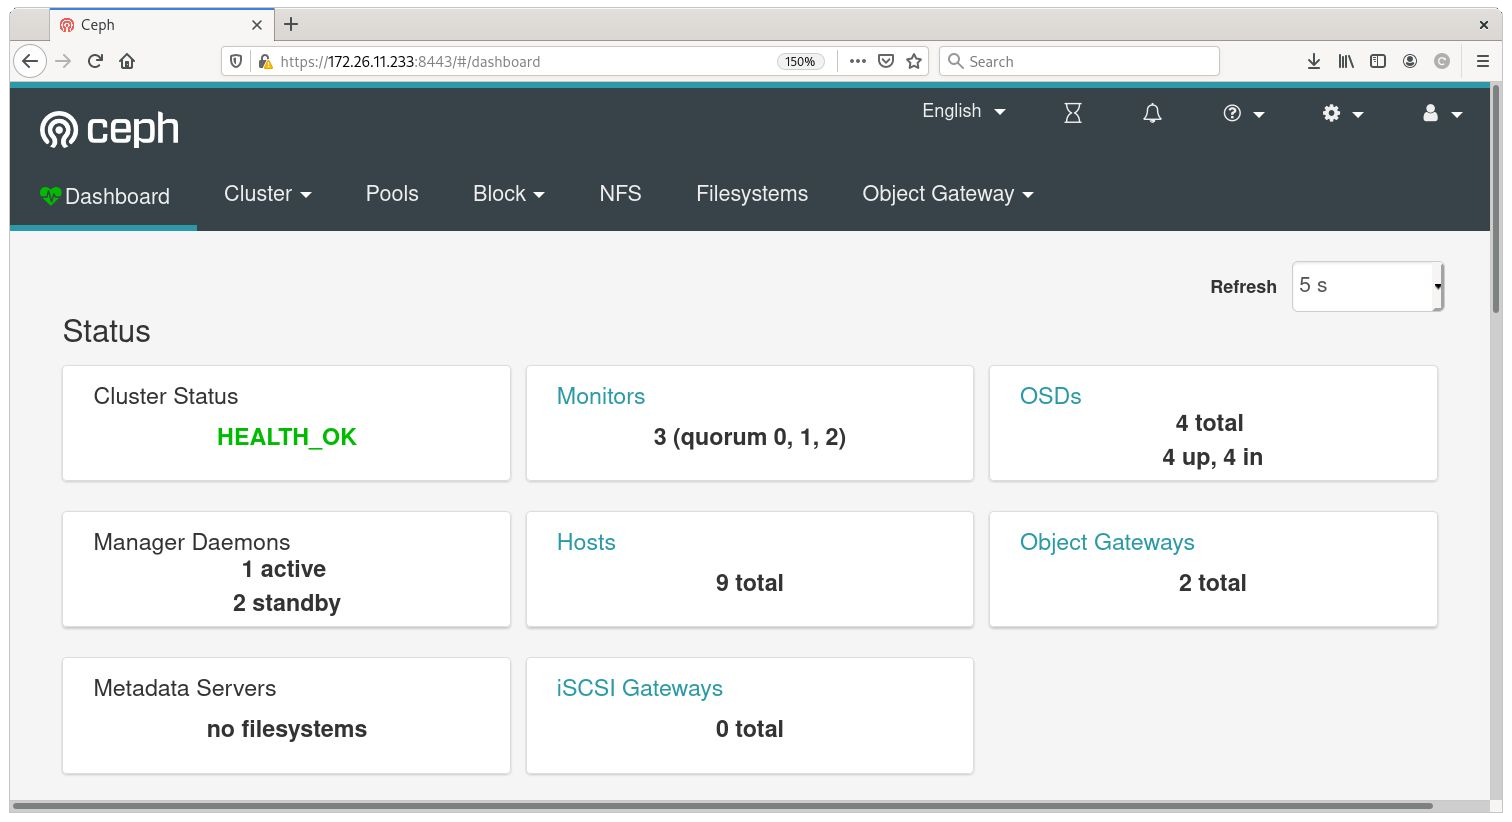 Ceph
https://172.26.11.233:8443/#/dashboard
150%
Search
ceph
English
Dashboard
Cluster
Pools
Block
NFS
Filesystems
Object Gateway
Refresh
5 s
Status
Cluster Status
HEALTH_OK
Monitors
3 (quorum 0, 1, 2)
OSDs
4 total
4 up, 4 in
Manager Daemons
1 active
2 standby
Hosts
9 total
Object Gateways
2 total
Metadata Servers
no filesystems
iSCSI Gateways
0 total